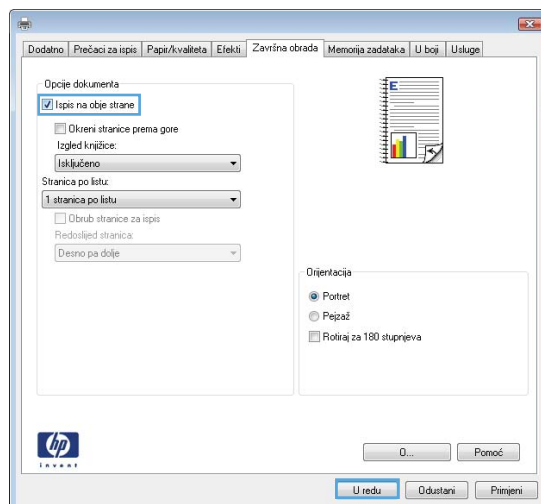 Dodatno Prečaci za ispis Papir/kvaliteta Efekti Završna obrada Memorija zadataka U boji Usluge
Opcije dokumenta
Ispis na obje strane
Okreni stranice prema gore
Izgled knjižice:
Isključeno
Stranica po listu:
1 stranica po listu
Obrub stranice za ispis
Redoslijed stranica:
Desno pa dolje
E
Orijentacija
Portret
Pejzaž
Rotiraj za 180 stupnjeva
hp
invent
O...
Pomoć
U redu
Odustani
Primjeni